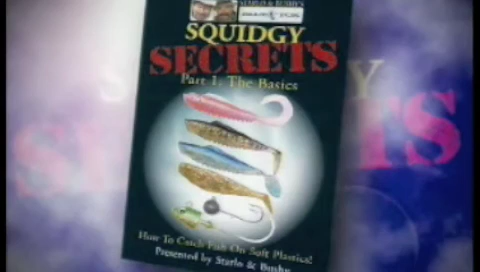 STARLO & BUSHY'S
SQUIDGY
SECRETS
Part 1. The Basics
How To Catch Fish On Soft Plastics!
Presented by Starlo & Bushy